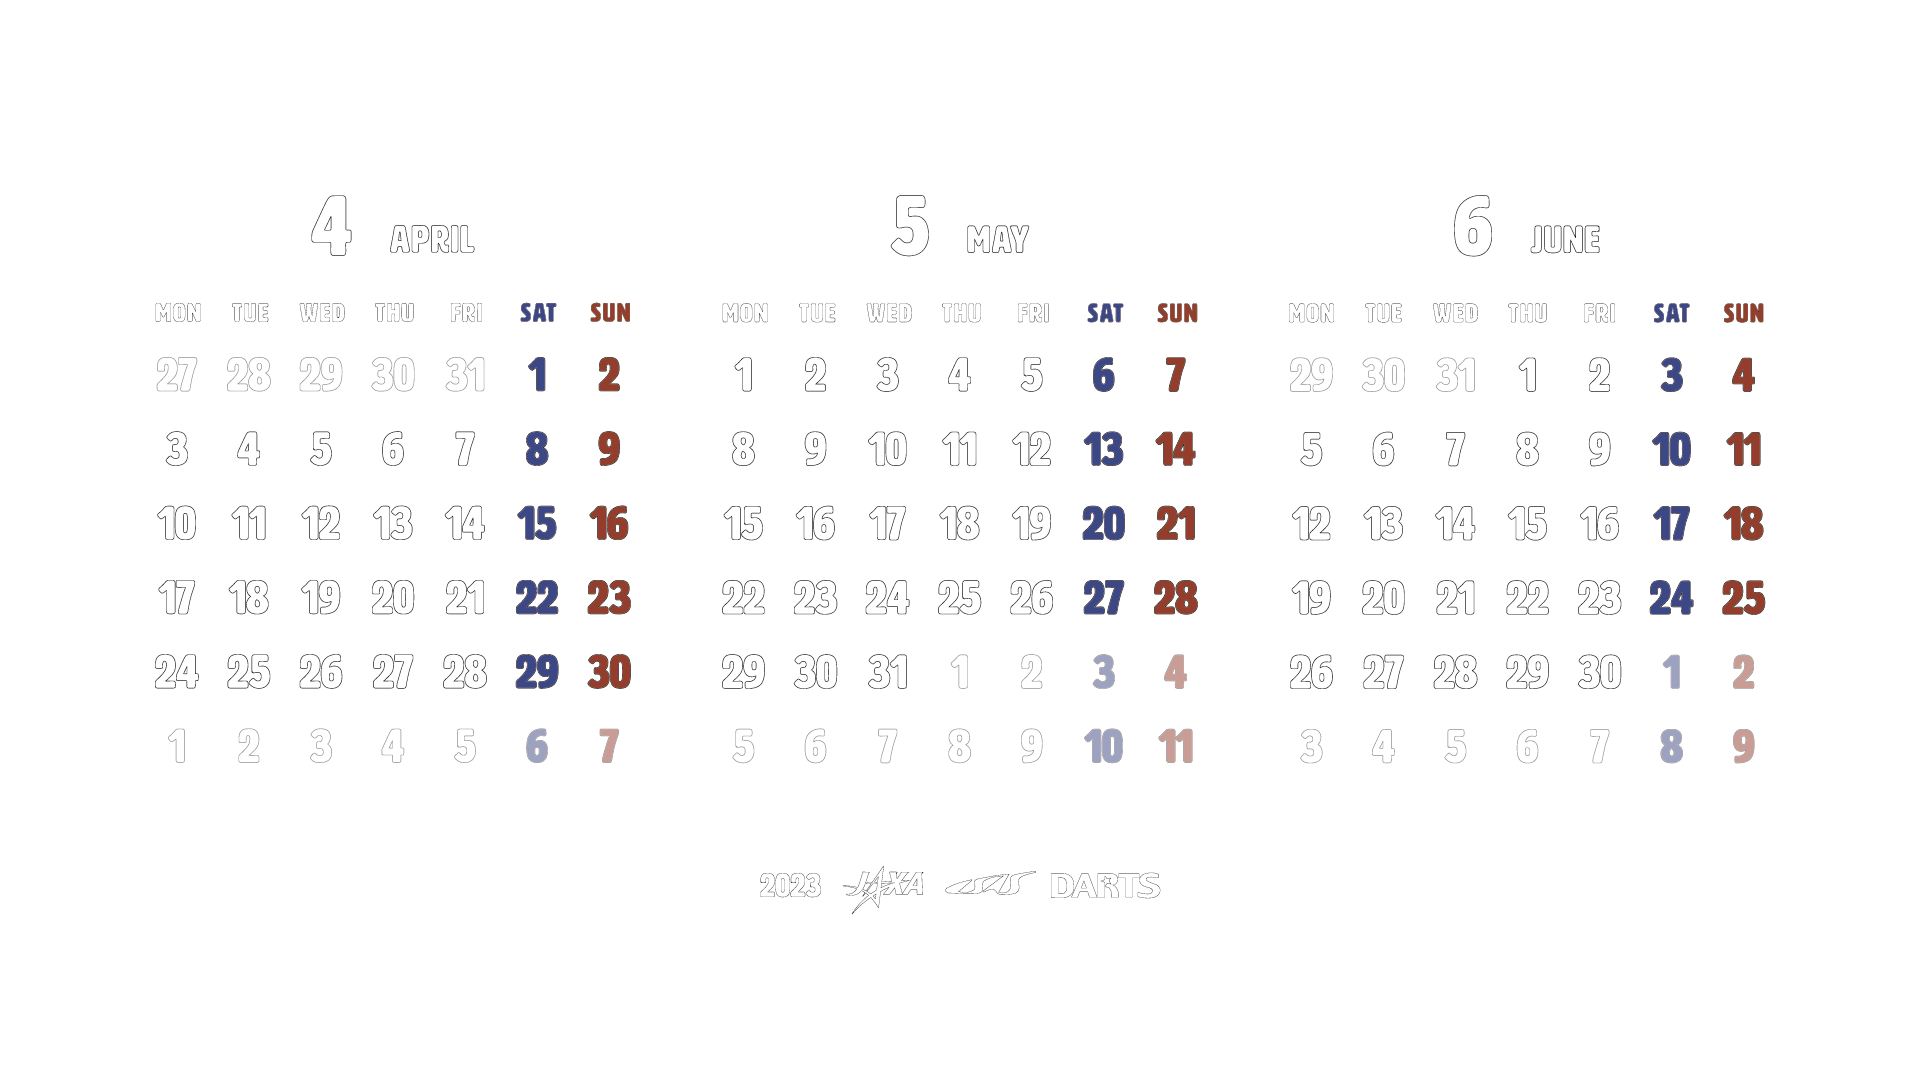 4 APRIL
MON TUE WED THU FRI SAT SUN
27 28 29 30 31 1 2
3 4 5 6 7 8 9
10 11 12 13 14 15 16
17 18 19 20 21 22 23
24 25 26 27 28 29 30
1 2 3 4 5 6 7
5 MAY
MON TUE WED THU FRI SAT SUN
1 2 3 4 5 6 7
8 9 10 11 12 13 14
15 16 17 18 19 20 21
22 23 24 25 26 27 28
29 30 31 1 2 3 4
5 6 7 8 9 10 11
6 JUNE
MON TUE WED THU FRI SAT SUN
29 30 31 1 2 3 4
5 6 7 8 9 10 11
12 13 14 15 16 17 18
19 20 21 22 23 24 25
26 27 28 29 30 1 2
3 4 5 6 7 8 9
2023 JAXA ISAS DARTS